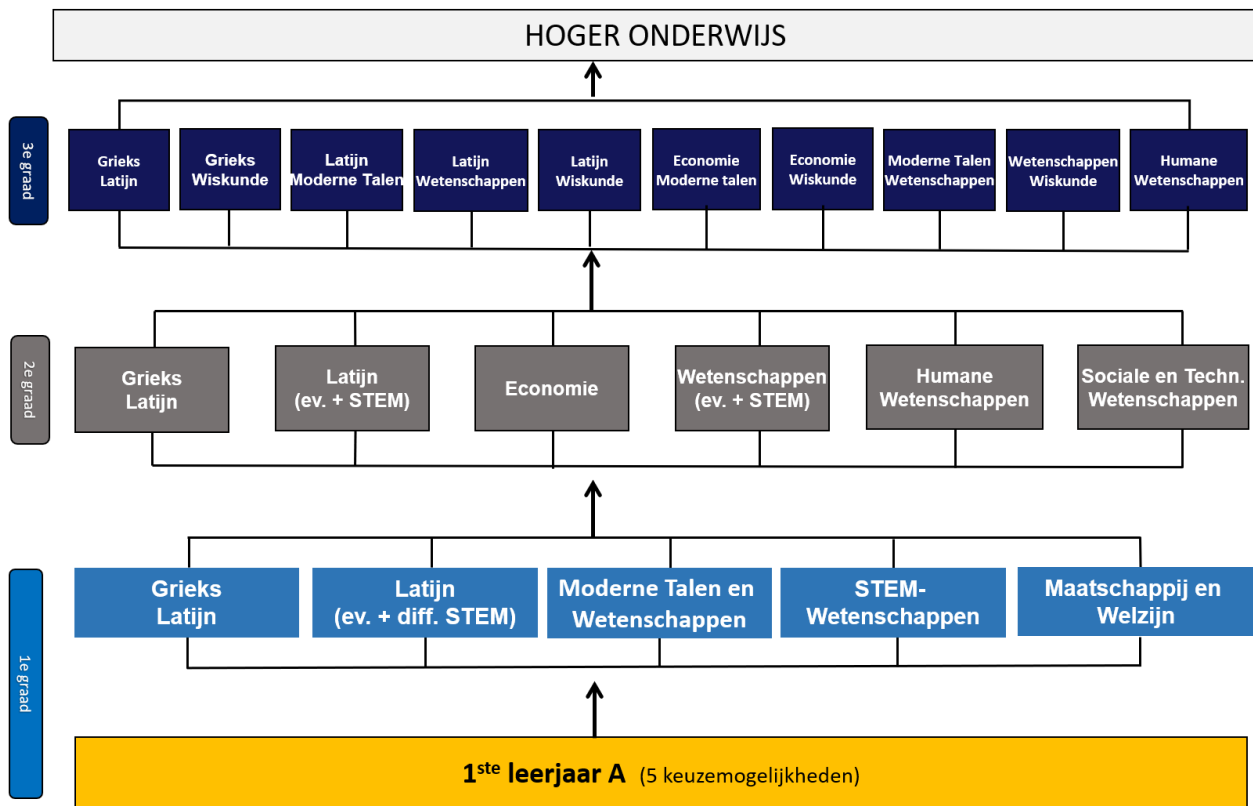 HOGER ONDERWIJS
3e graad
Grieks
Latijn
Grieks
Wiskunde
Latijn
Moderne Talen
Latijn
Wetenschappen
Latijn
Wiskunde
Economie
Moderne talen
Economie
Wiskunde
Moderne Talen
Wetenschappen
Wetenschappen
Wiskunde
Humane
Wetenschappen
2e graad
Grieks
Latijn
Latijn
(ev. + STEM)
Economie
Wetenschappen
(ev. + STEM)
Humane
Wetenschappen
Sociale en Techn.
Wetenschappen
1e graad
Grieks
Latijn
Latijn
(ev. + diff. STEM)
Moderne Talen en
Wetenschappen
STEM-
Wetenschappen
Maatschappij en
Welzijn
1ste leerjaar A (5 keuzemogelijkheden)